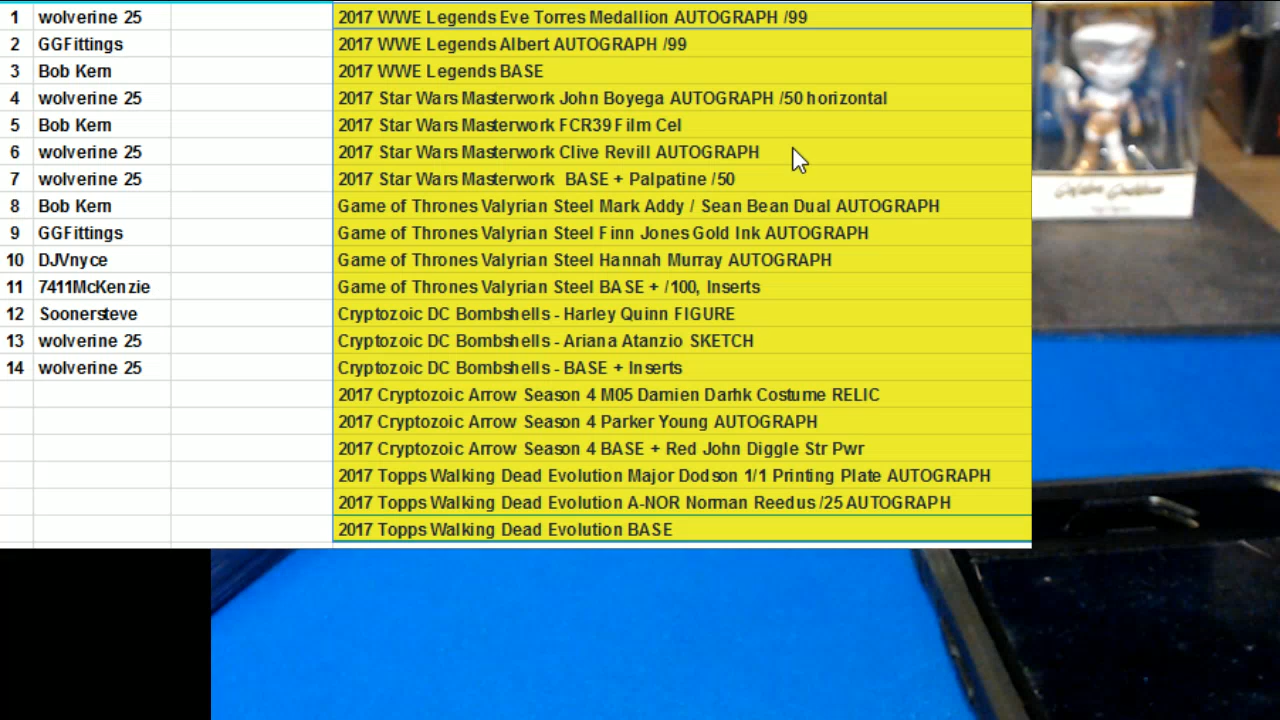 1 wolverine 25 2017 WWE Legends Eve Torres Medallion AUTOGRAPH /99
2 GGFittings 2017 WWE Legends Albert AUTOGRAPH /99
3 Bob Kern 2017 WWE Legends BASE
4 wolverine 25 2017 Star Wars Masterwork John Boyega AUTOGRAPH /50 horizontal
5 Bob Kern 2017 Star Wars Masterwork FCR39 Film Cel
6 wolverine 25 2017 Star Wars Masterwork Clive Revill AUTOGRAPH
7 wolverine 25 2017 Star Wars Masterwork BASE + Palpatine /50
8 Bob Kern Game of Thrones Valyrian Steel Mark Addy / Sean Bean Dual AUTOGRAPH
9 GGFittings Game of Thrones Valyrian Steel Finn Jones Gold Ink AUTOGRAPH
10 DJVnyce Game of Thrones Valyrian Steel Hannah Murray AUTOGRAPH
11 7411McKenzie Game of Thrones Valyrian Steel BASE + /100, Inserts
12 Soonersteve Cryptozoic DC Bombshells - Harley Quinn FIGURE
13 wolverine 25 Cryptozoic DC Bombshells - Ariana Atanzio SKETCH
14 wolverine 25 Cryptozoic DC Bombshells - BASE + Inserts
2017 Cryptozoic Arrow Season 4 M05 Damien Darhk Costume RELIC
2017 Cryptozoic Arrow Season 4 Parker Young AUTOGRAPH
2017 Cryptozoic Arrow Season 4 BASE + Red John Diggle Str Pwr
2017 Topps Walking Dead Evolution Major Dodson 1/1 Printing Plate AUTOGRAPH
2017 Topps Walking Dead Evolution A-NOR Norman Reedus /25 AUTOGRAPH
2017 Topps Walking Dead Evolution BASE